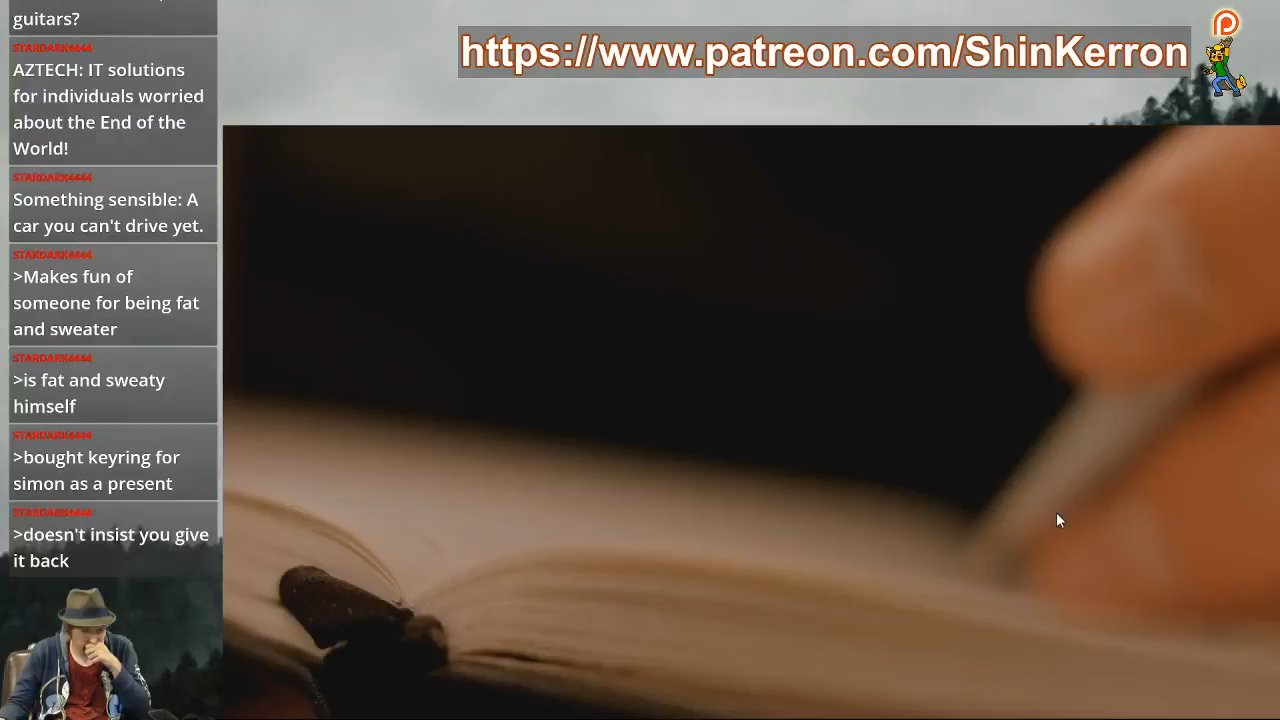 guitars?
STARDARK4444
AZTECH: IT solutions
for individuals worried
about the End of the
World!
STARDARK4444
Something sensible: A
car you can't drive yet.
STARDARK4444
>Makes fun of
someone for being fat
and sweater
STARDARK4444
>is fat and sweaty
himself
STARDARK4444
>bought keyring for
simon as a present
STARDARK4444
>doesn't insist you give
it back
https://www.patreon.com/ShinKerron